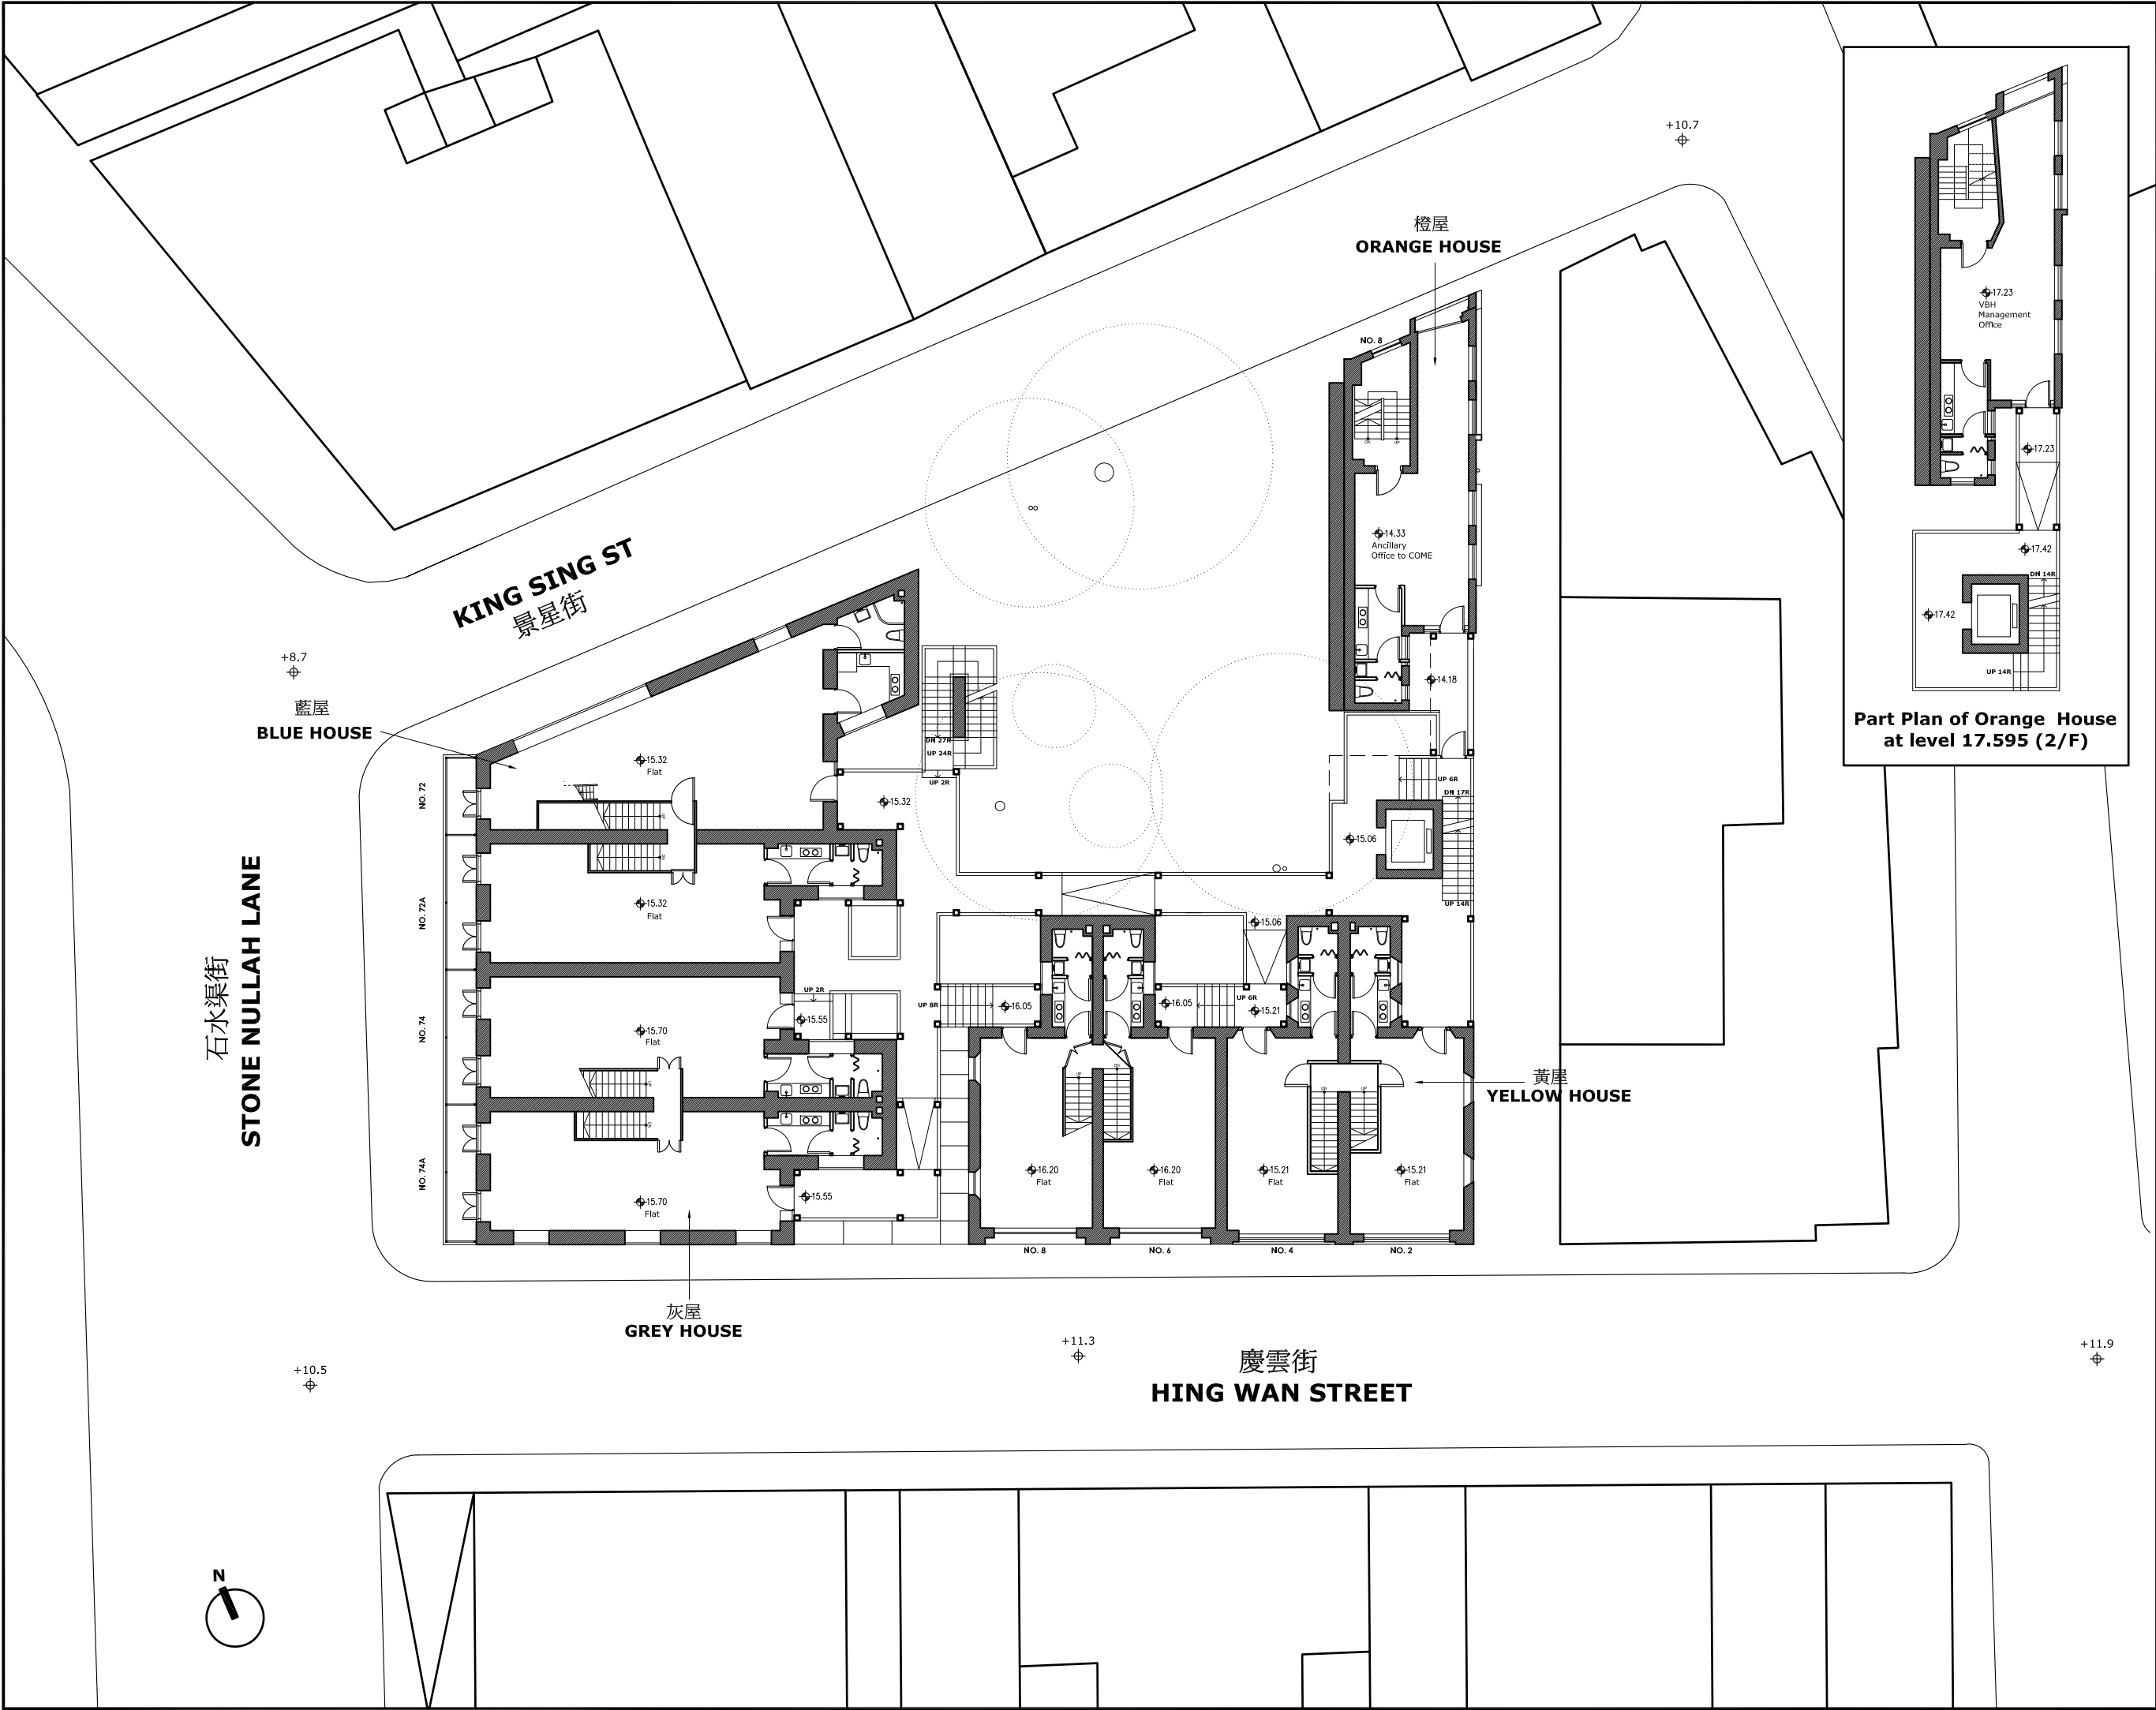 +10.7
橙屋
ORANGE HOUSE
NO. 8
14.33
Ancillary
Office to COME
DN
UP
14.18
17.23
VBH
Management
Office
17.23
17.42
DN 14R
17.42
UP 14R
Part Plan of Orange House
at level 17.595 (2/F)
KING SING ST
景星街
+8.7
藍屋
BLUE HOUSE
NO. 72
15.32
Flat
DN 27R
UP 24R
UP 2R
15.32
UP 6R
DN 17R
15.06
UP 14R
石水渠街
STONE NULLAH LANE
NO. 72A
15.32
Flat
NO. 74
15.70
Flat
UP 2R
15.55
NO. 74A
15.70
Flat
15.55
UP 8R
16.05
16.05
UP 6R
15.06
15.21
UP
DN
DN
UP
16.20
Flat
16.20
Flat
15.21
Flat
15.21
Flat
黃屋
YELLOW HOUSE
NO. 8
NO. 6
NO. 4
NO. 2
灰屋
GREY HOUSE
+10.5
+11.3
+11.9
慶雲街
HING WAN STREET
N